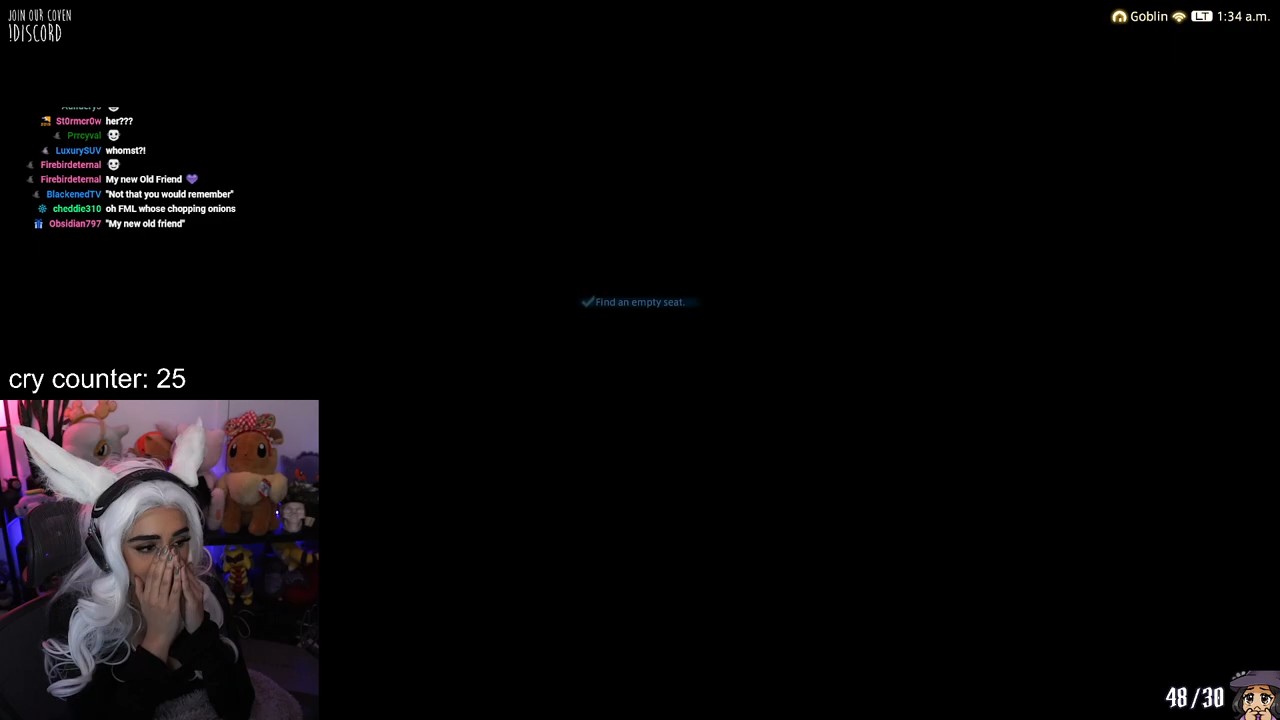 JOIN OUR COVEN
!DISCORD
Goblin LT 1:34 a.m.
St0rmcr0w her???
Prrcyval
LuxurySUV whomst?!
Firebirdeternal
Firebirdeternal My new Old Friend
BlackenedTV "Not that you would remember"
cheddie310 oh FML whose chopping onions
Obsidian797 "My new old friend"
Find an empty seat.
cry counter: 25
48/30